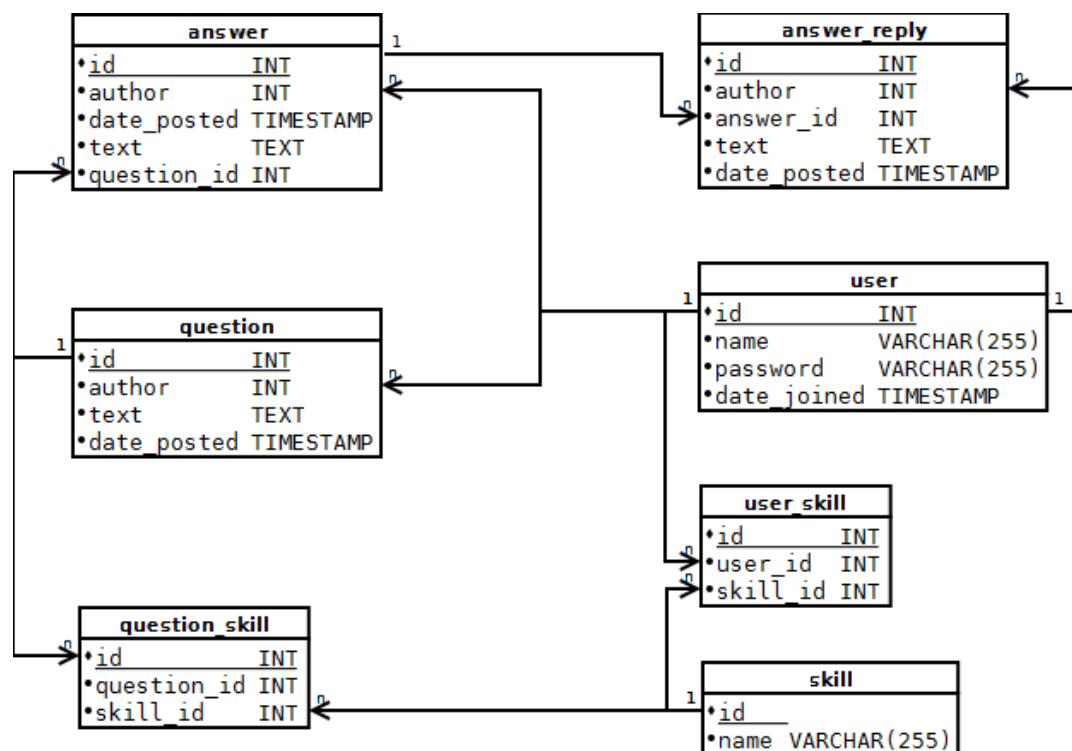 answer
id INT
author INT
date_posted TIMESTAMP
text TEXT
question_id INT
1
n
n
answer_reply
id INT
author INT
answer_id INT
text TEXT
date_posted TIMESTAMP
n
n
question
id INT
author INT
text TEXT
date_posted TIMESTAMP
1
n
user
id INT
name VARCHAR(255)
password VARCHAR(255)
date_joined TIMESTAMP
1
1
user_skill
id INT
user_id INT
skill_id INT
n
n
question_skill
id INT
question_id INT
skill_id INT
n
n
skill
id
name VARCHAR(255)
1